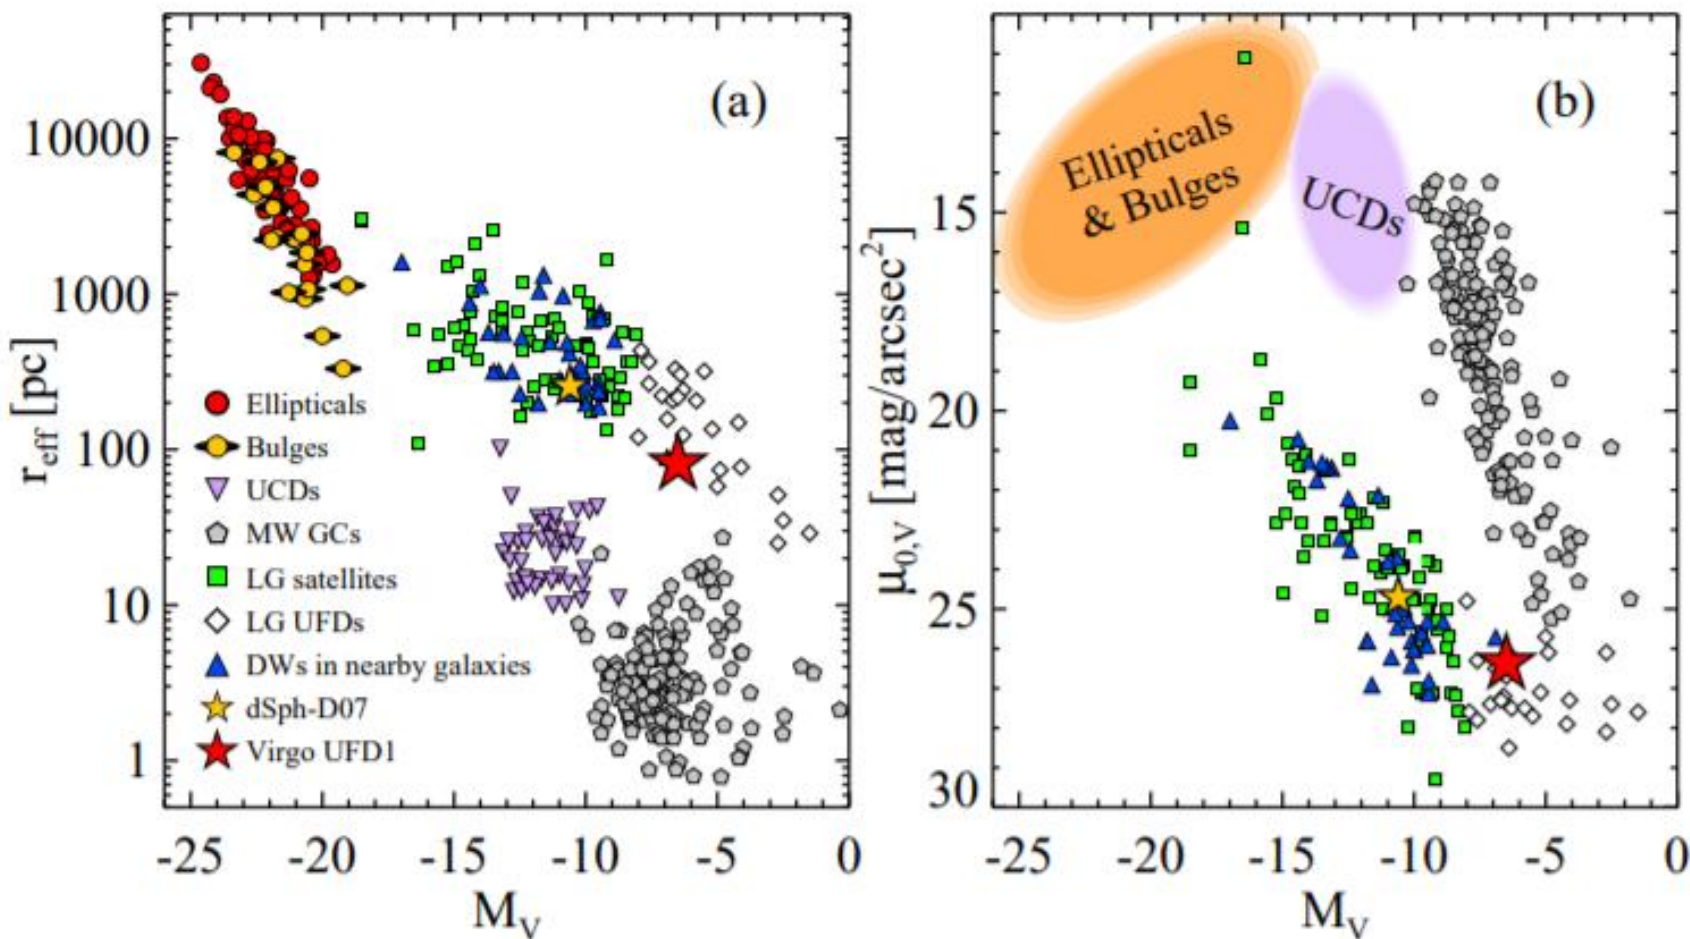 (a)
10000
1000
100
10
1
r_eff [pc]
Ellipticals
Bulges
UCDs
MW GCs
LG satellites
LG UFDs
DWs in nearby galaxies
dSph-D07
Virgo UFD1
-25 -20 -15 -10 -5 0
M_V
(b)
Ellipticals
& Bulges
UCDs
15
20
25
30
μ_0,V [mag/arcsec²]
-25 -20 -15 -10 -5 0
M_V